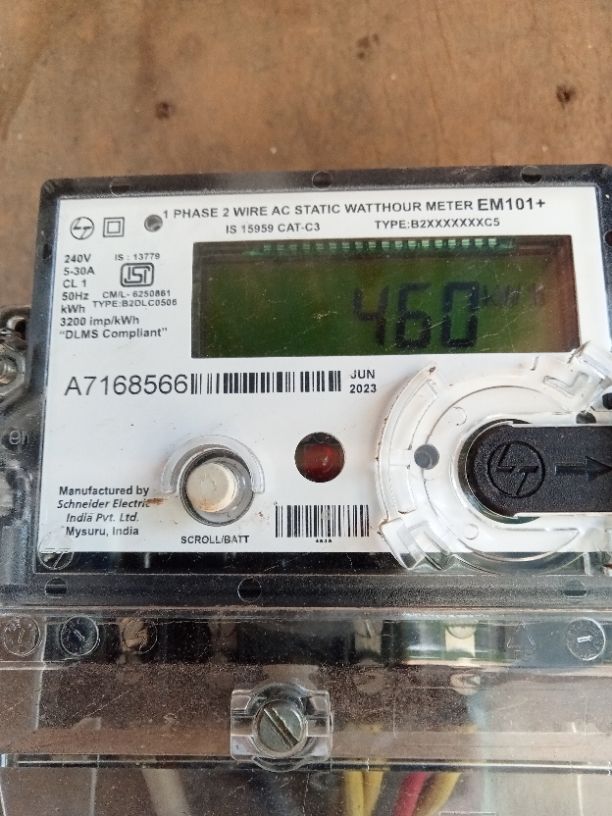 1 PHASE 2 WIRE AC STATIC WATTHOUR METER EM101+
IS 15959 CAT-C3 TYPE:B2XXXXXXXC5
240V IS : 13779
5-30A
CL 1
50Hz CM/L- 6250861
kWh TYPE:B2DLC0506
3200 imp/kWh
"DLMS Compliant"
460 kWh
A7168566 JUN
2023
Manufactured by
Schneider Electric
India Pvt. Ltd.
Mysuru, India
SCROLL/BATT